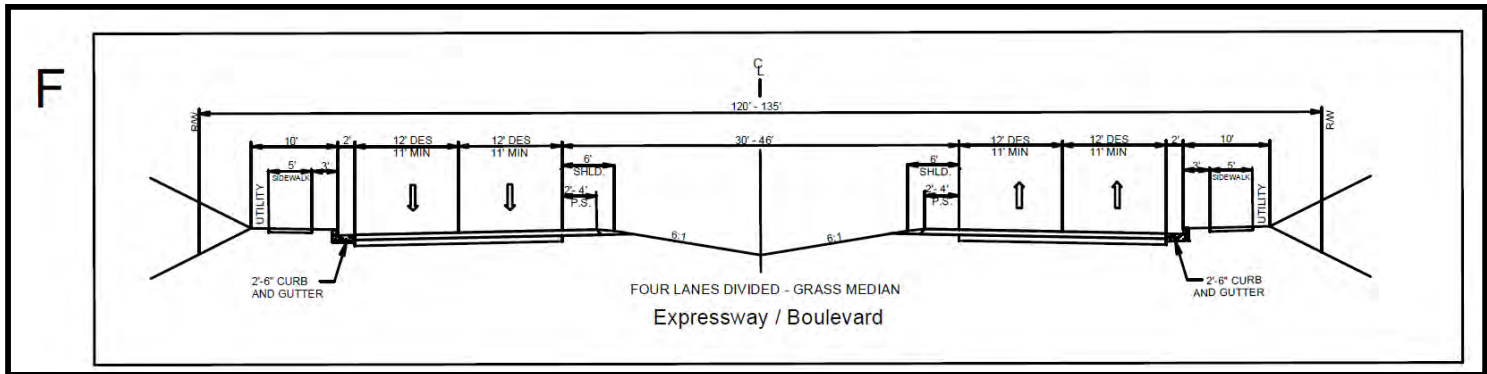 F
CL
120' - 135'
R/W
R/W
10'
2'
12' DES
11' MIN
12' DES
11' MIN
30' - 46'
12' DES
11' MIN
12' DES
11' MIN
2'
10'
5'
SIDEWALK
3'
6'
SHLD.
6'
SHLD.
3'
5'
SIDEWALK
UTILITY
2'- 4'
P.S.
2'- 4'
P.S.
UTILITY
6:1
6:1
2'-6" CURB
AND GUTTER
2'-6" CURB
AND GUTTER
FOUR LANES DIVIDED - GRASS MEDIAN
Expressway / Boulevard